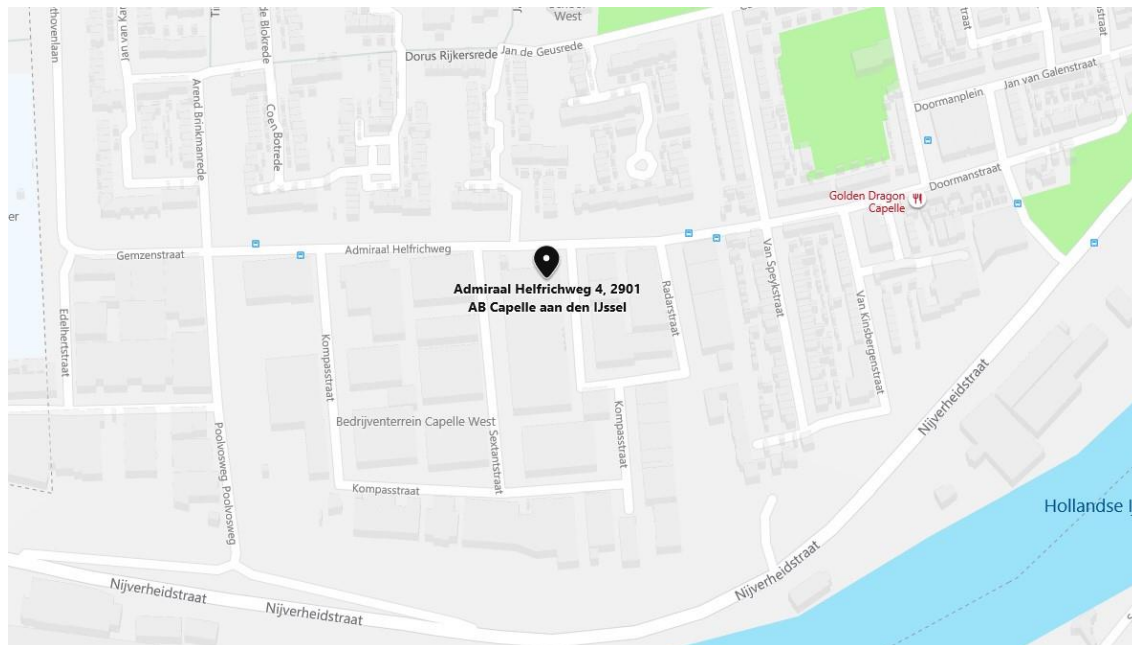 West
Jan de Geusrede
Dorus Rijkersrede
Jan van Galenstraat
Doormanplein
Arend Brinkmanrede
Coen Botrede
Doormanstraat
Golden Dragon
Capelle
Gemzenstraat
Admiraal Helfrichweg
Admiraal Helfrichweg 4, 2901
AB Capelle aan den IJssel
Van Speykstraat
Radarstraat
Van Kinsbergenstraat
Edelhertstraat
Kompasstraat
Nijverheidstraat
Bedrijventerrein Capelle West
Kompasstraat
Sextantstraat
Poolvosweg
Poolvosweg
Kompasstraat
Hollandse
Nijverheidstraat
Nijverheidstraat
Nijverheidstraat